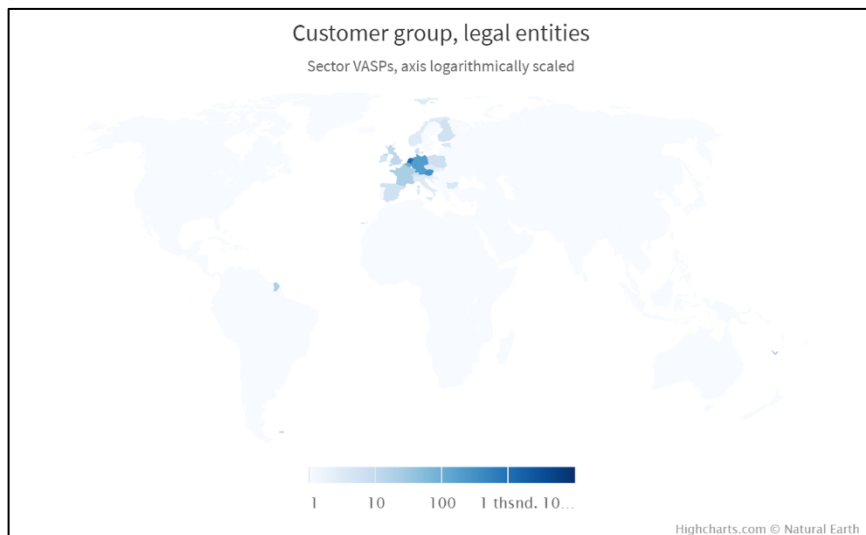 Customer group, legal entities
Sector VASPs, axis logarithmically scaled
1 10 100 1 thsnd. 10...
Highcharts.com © Natural Earth